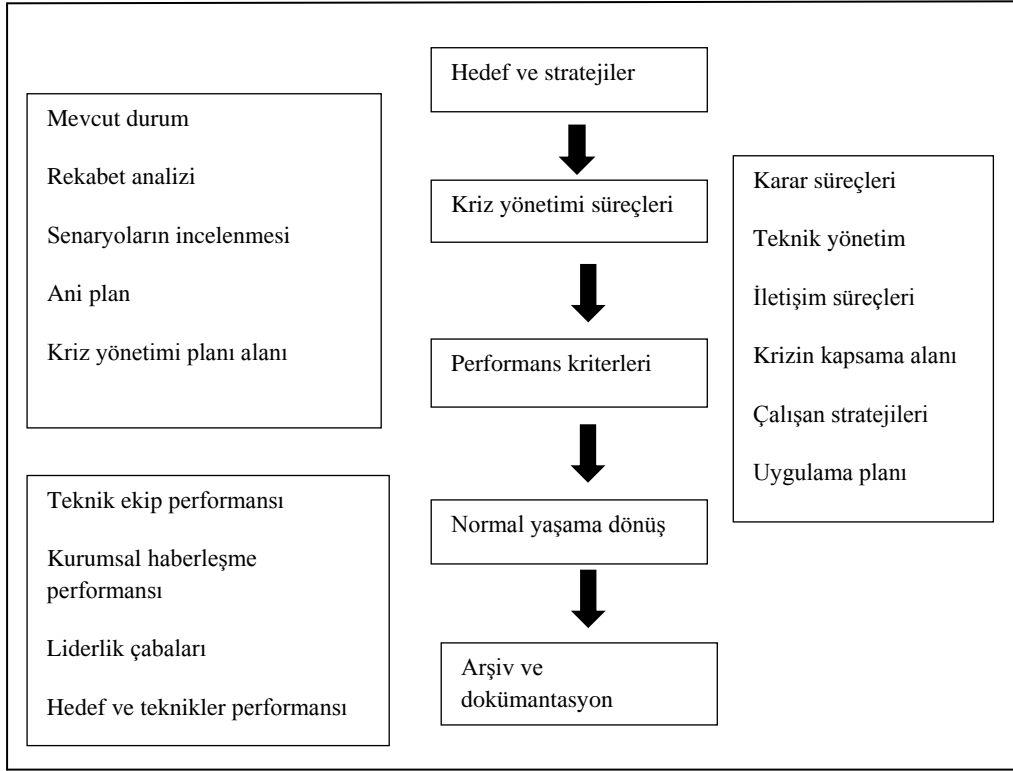 Hedef ve stratejiler
Mevcut durum
Rekabet analizi
Senaryoların incelenmesi
Ani plan
Kriz yönetimi planı alanı
Kriz yönetimi süreçleri
Karar süreçleri
Teknik yönetim
İletişim süreçleri
Krizin kapsama alanı
Çalışan stratejileri
Uygulama planı
Performans kriterleri
Teknik ekip performansı
Kurumsal haberleşme
performansı
Liderlik çabaları
Hedef ve teknikler performansı
Normal yaşama dönüş
Arşiv ve
dokümantasyon